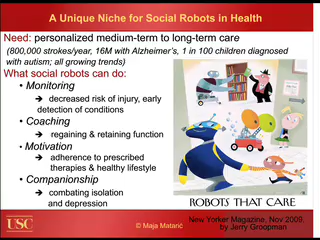 A Unique Niche for Social Robots in Health
Need: personalized medium-term to long-term care
(800,000 strokes/year, 16M with Alzheimer's, 1 in 100 children diagnosed
with autism; all growing trends)
What social robots can do:
• Monitoring
➔ decreased risk of injury, early
detection of conditions
• Coaching
➔ regaining & retaining function
• Motivation
➔ adherence to prescribed
therapies & healthy lifestyle
• Companionship
➔ combating isolation
and depression
ROBOTS THAT CARE
New Yorker Magazine, Nov 2009,
by Jerry Groopman
USC
© Maja Matarić